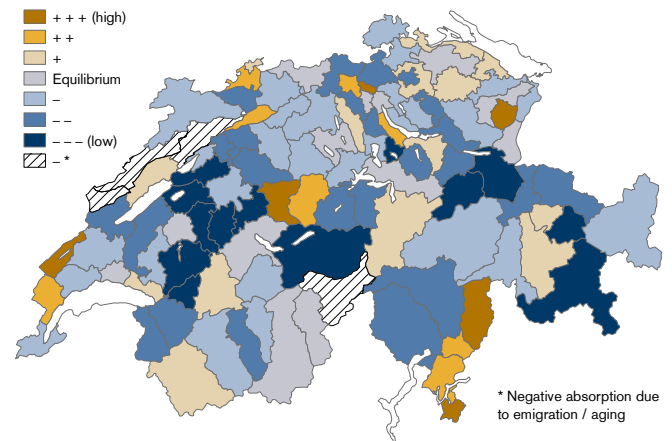 + + + (high)
+ +
+
Equilibrium
–
– –
– – – (low)
– *
* Negative absorption due
to emigration / aging